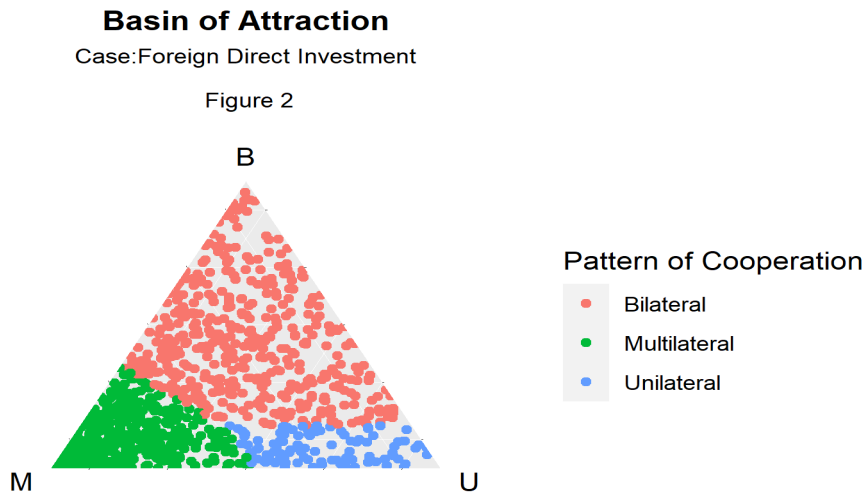 Basin of Attraction
Case:Foreign Direct Investment
Figure 2
B
M
U
Pattern of Cooperation
Bilateral
Multilateral
Unilateral